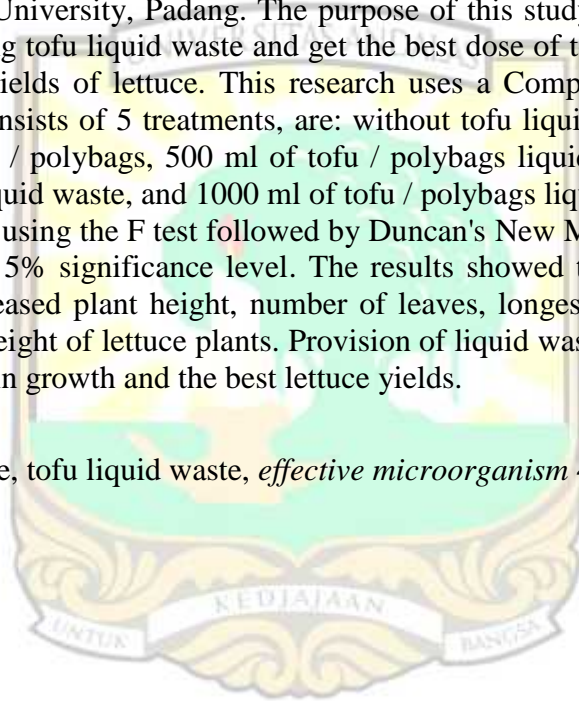 University, Padang. The purpose of this studi
g tofu liquid waste and get the best dose of t
ields of lettuce. This research uses a Comp
nsists of 5 treatments, are: without tofu liqui
/ polybags, 500 ml of tofu / polybags liqui
quid waste, and 1000 ml of tofu / polybags liq
using the F test followed by Duncan's New M
5% significance level. The results showed t
eased plant height, number of leaves, longes
eight of lettuce plants. Provision of liquid was
in growth and the best lettuce yields.
e, tofu liquid waste, effective microorganism
UNIVERSITAS ANDALAS
KEDJAJAAN
UNTUK BANGSA